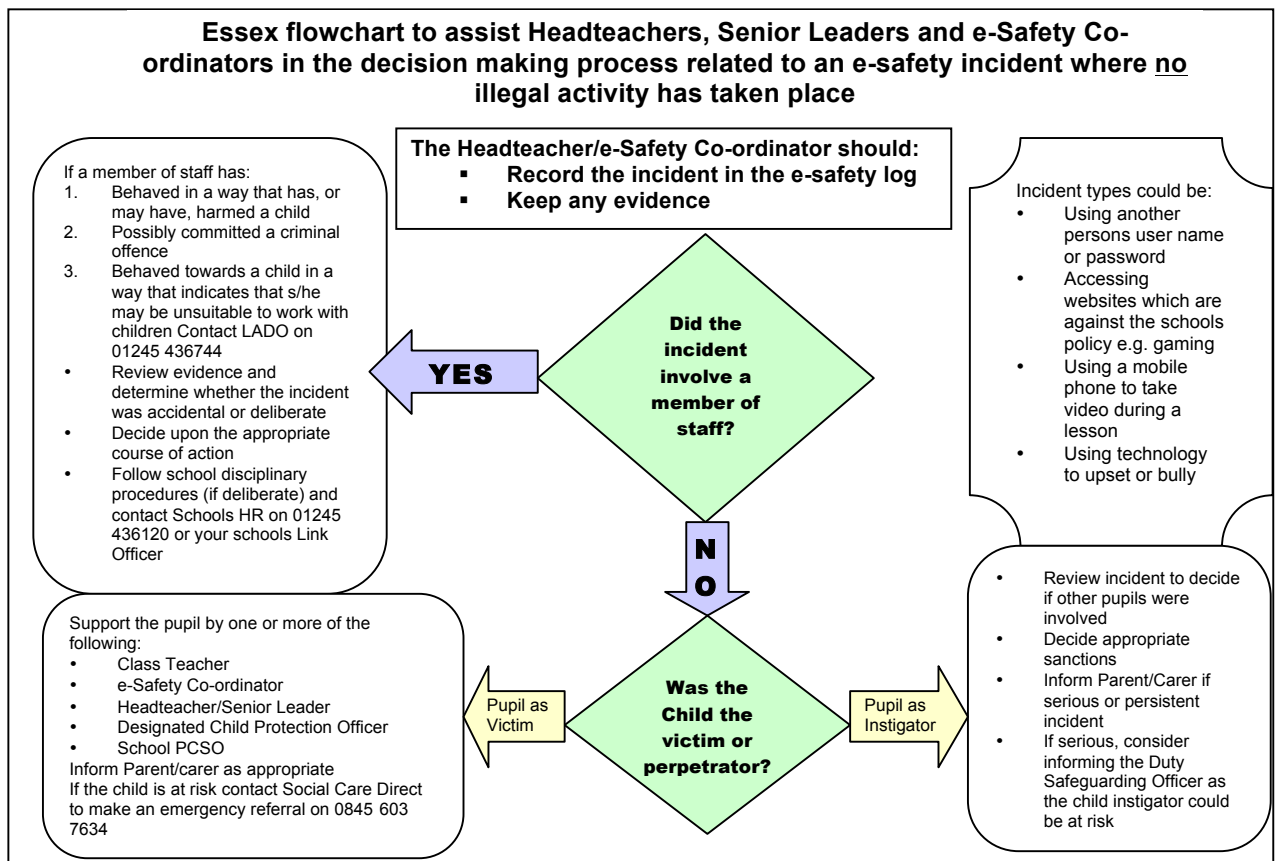 Essex flowchart to assist Headteachers, Senior Leaders and e-Safety Co-
ordinators in the decision making process related to an e-safety incident where no
illegal activity has taken place
The Headteacher/e-Safety Co-ordinator should:
▪ Record the incident in the e-safety log
▪ Keep any evidence
If a member of staff has:
1. Behaved in a way that has, or
may have, harmed a child
2. Possibly committed a criminal
offence
3. Behaved towards a child in a
way that indicates that s/he
may be unsuitable to work with
children Contact LADO on
01245 436744
• Review evidence and
determine whether the incident
was accidental or deliberate
• Decide upon the appropriate
course of action
• Follow school disciplinary
procedures (if deliberate) and
contact Schools HR on 01245
436120 or your schools Link
Officer
YES
Did the
incident
involve a
member of
staff?
Incident types could be:
• Using another
persons user name
or password
• Accessing
websites which are
against the schools
policy e.g. gaming
• Using a mobile
phone to take
video during a
lesson
• Using technology
to upset or bully
N
O
Support the pupil by one or more of the
following:
• Class Teacher
• e-Safety Co-ordinator
• Headteacher/Senior Leader
• Designated Child Protection Officer
• School PCSO
Inform Parent/carer as appropriate
If the child is at risk contact Social Care Direct
to make an emergency referral on 0845 603
7634
Pupil as
Victim
Was the
Child the
victim or
perpetrator?
Pupil as
Instigator
• Review incident to decide
if other pupils were
involved
• Decide appropriate
sanctions
• Inform Parent/Carer if
serious or persistent
incident
• If serious, consider
informing the Duty
Safeguarding Officer as
the child instigator could
be at risk